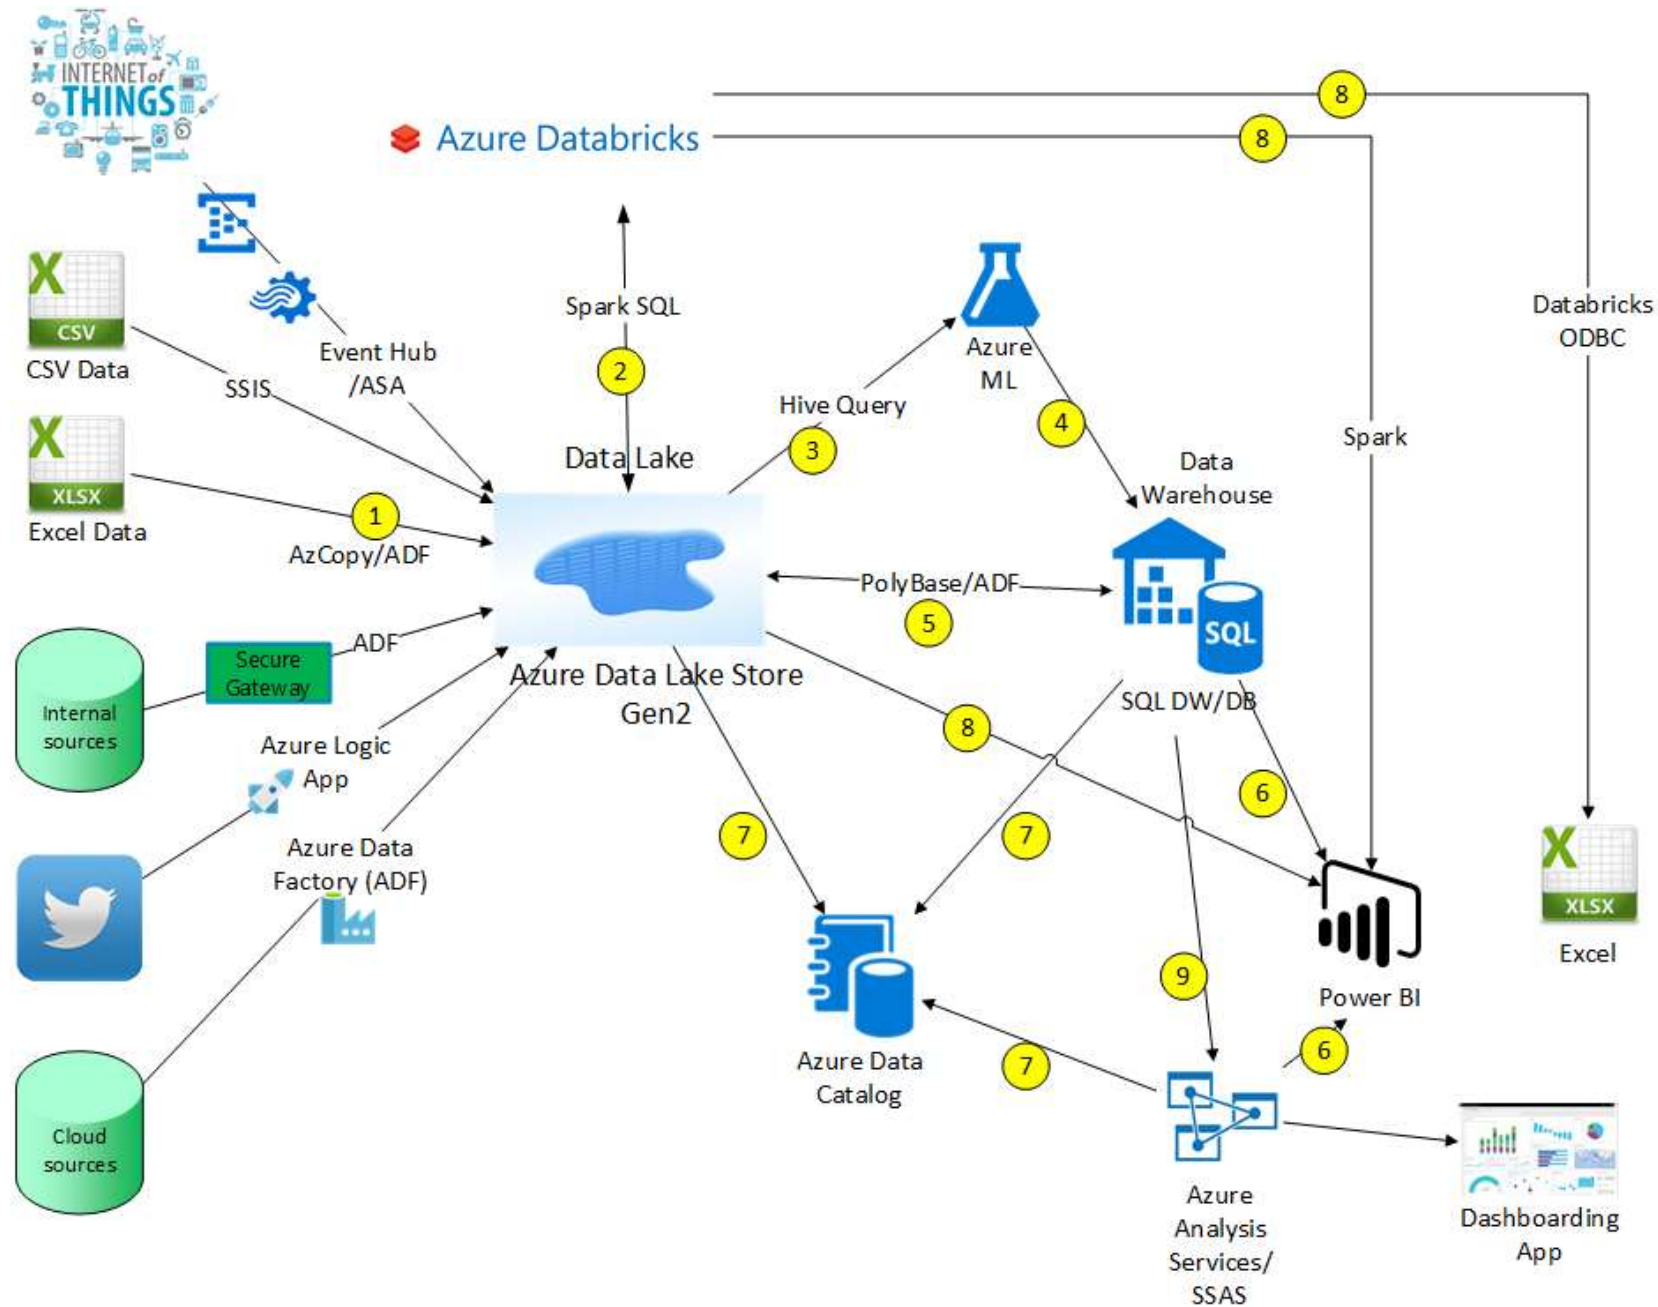 INTERNET of
THINGS
8
Azure Databricks
8
CSV
CSV Data
Event Hub
/ASA
SSIS
Spark SQL
2
Azure
ML
Databricks
ODBC
Hive Query
3
4
Spark
XLSX
Excel Data
1
AzCopy/ADF
Data Lake
Data
Warehouse
PolyBase/ADF
5
SQL
SQL DW/DB
Azure Data Lake Store
Gen2
Internal
sources
Secure
Gateway
ADF
Azure Logic
App
8
6
7
7
Azure Data
Factory (ADF)
XLSX
Excel
Power BI
9
6
Azure Data
Catalog
7
Cloud
sources
Azure
Analysis
Services/
SSAS
Dashboarding
App